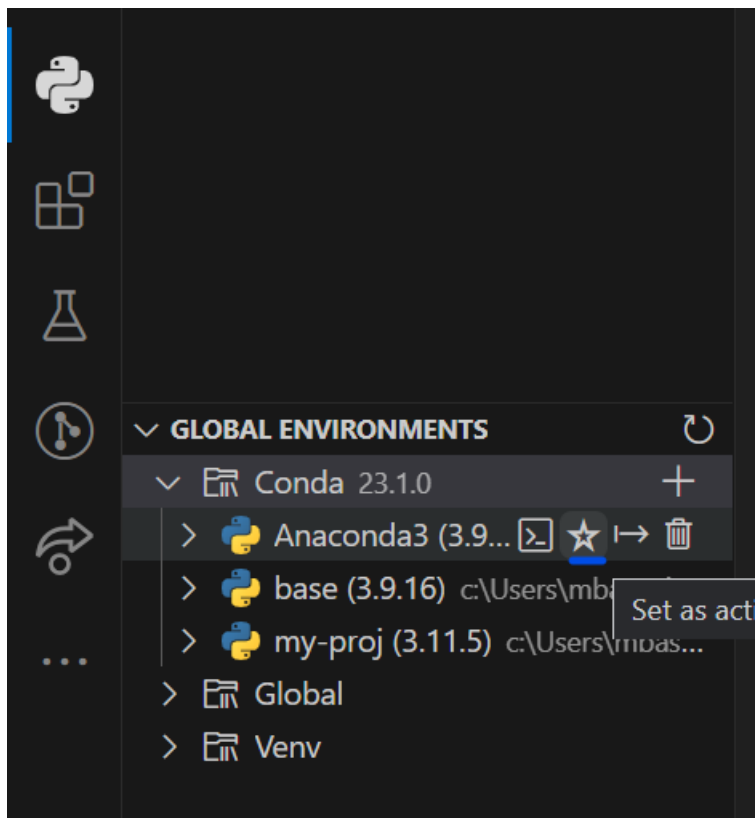 GLOBAL ENVIRONMENTS
Conda 23.1.0
Anaconda3 (3.9...
base (3.9.16) c:\Users\mba
Set as acti
my-proj (3.11.5) c:\Users\mbas...
Global
Venv